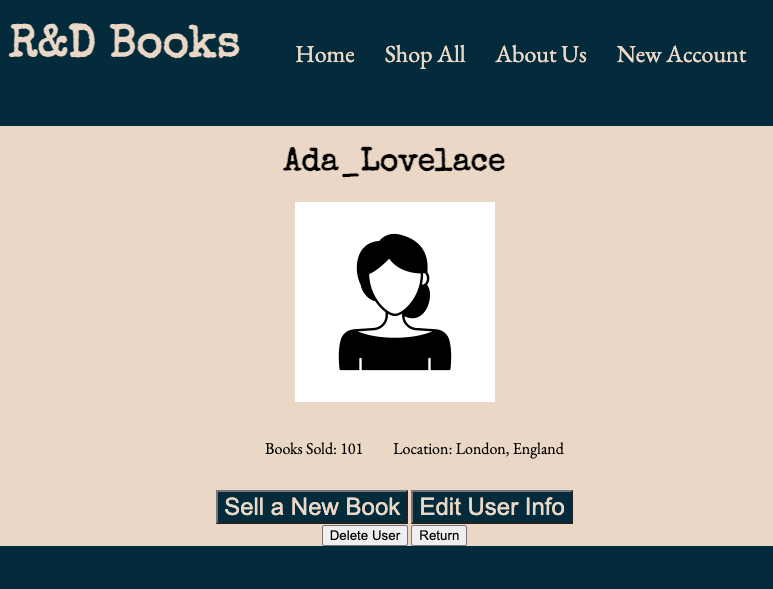 R&D Books
Home Shop All About Us New Account
Ada_Lovelace
Books Sold: 101 Location: London, England
Sell a New Book Edit User Info
Delete User Return